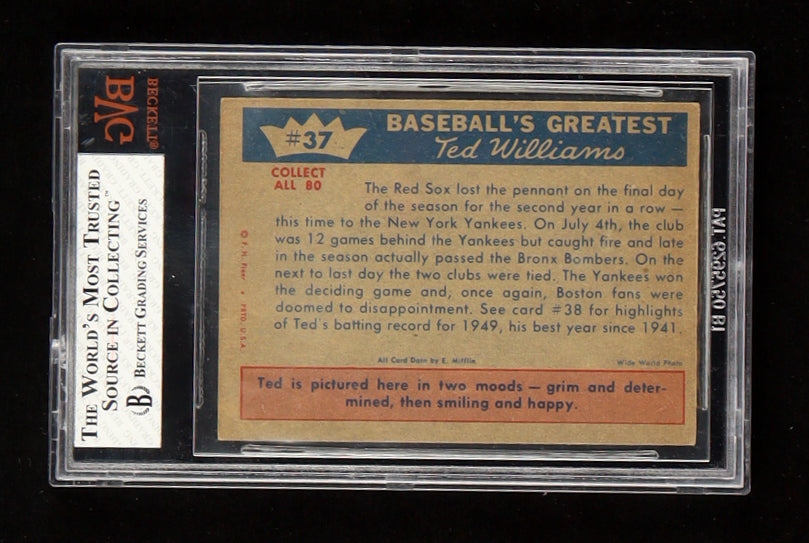 BECKETT®
THE WORLD'S MOST TRUSTED
SOURCE IN COLLECTING™
BECKETT GRADING SERVICES
#37
BASEBALL'S GREATEST
Ted Williams
COLLECT
ALL 80
The Red Sox lost the pennant on the final day
of the season for the second year in a row —
this time to the New York Yankees. On July 4th, the club
was 12 games behind the Yankees but caught fire and late
in the season actually passed the Bronx Bombers. On the
next to last day the two clubs were tied. The Yankees won
the deciding game and, once again, Boston fans were
doomed to disappointment. See card #38 for highlights
of Ted's batting record for 1949, his best year since 1941.
© F. H. Fleer • PRTD. U.S.A.
All Card Data by E. Mifflin
Wide World Photo
Ted is pictured here in two moods — grim and deter-
mined, then smiling and happy.